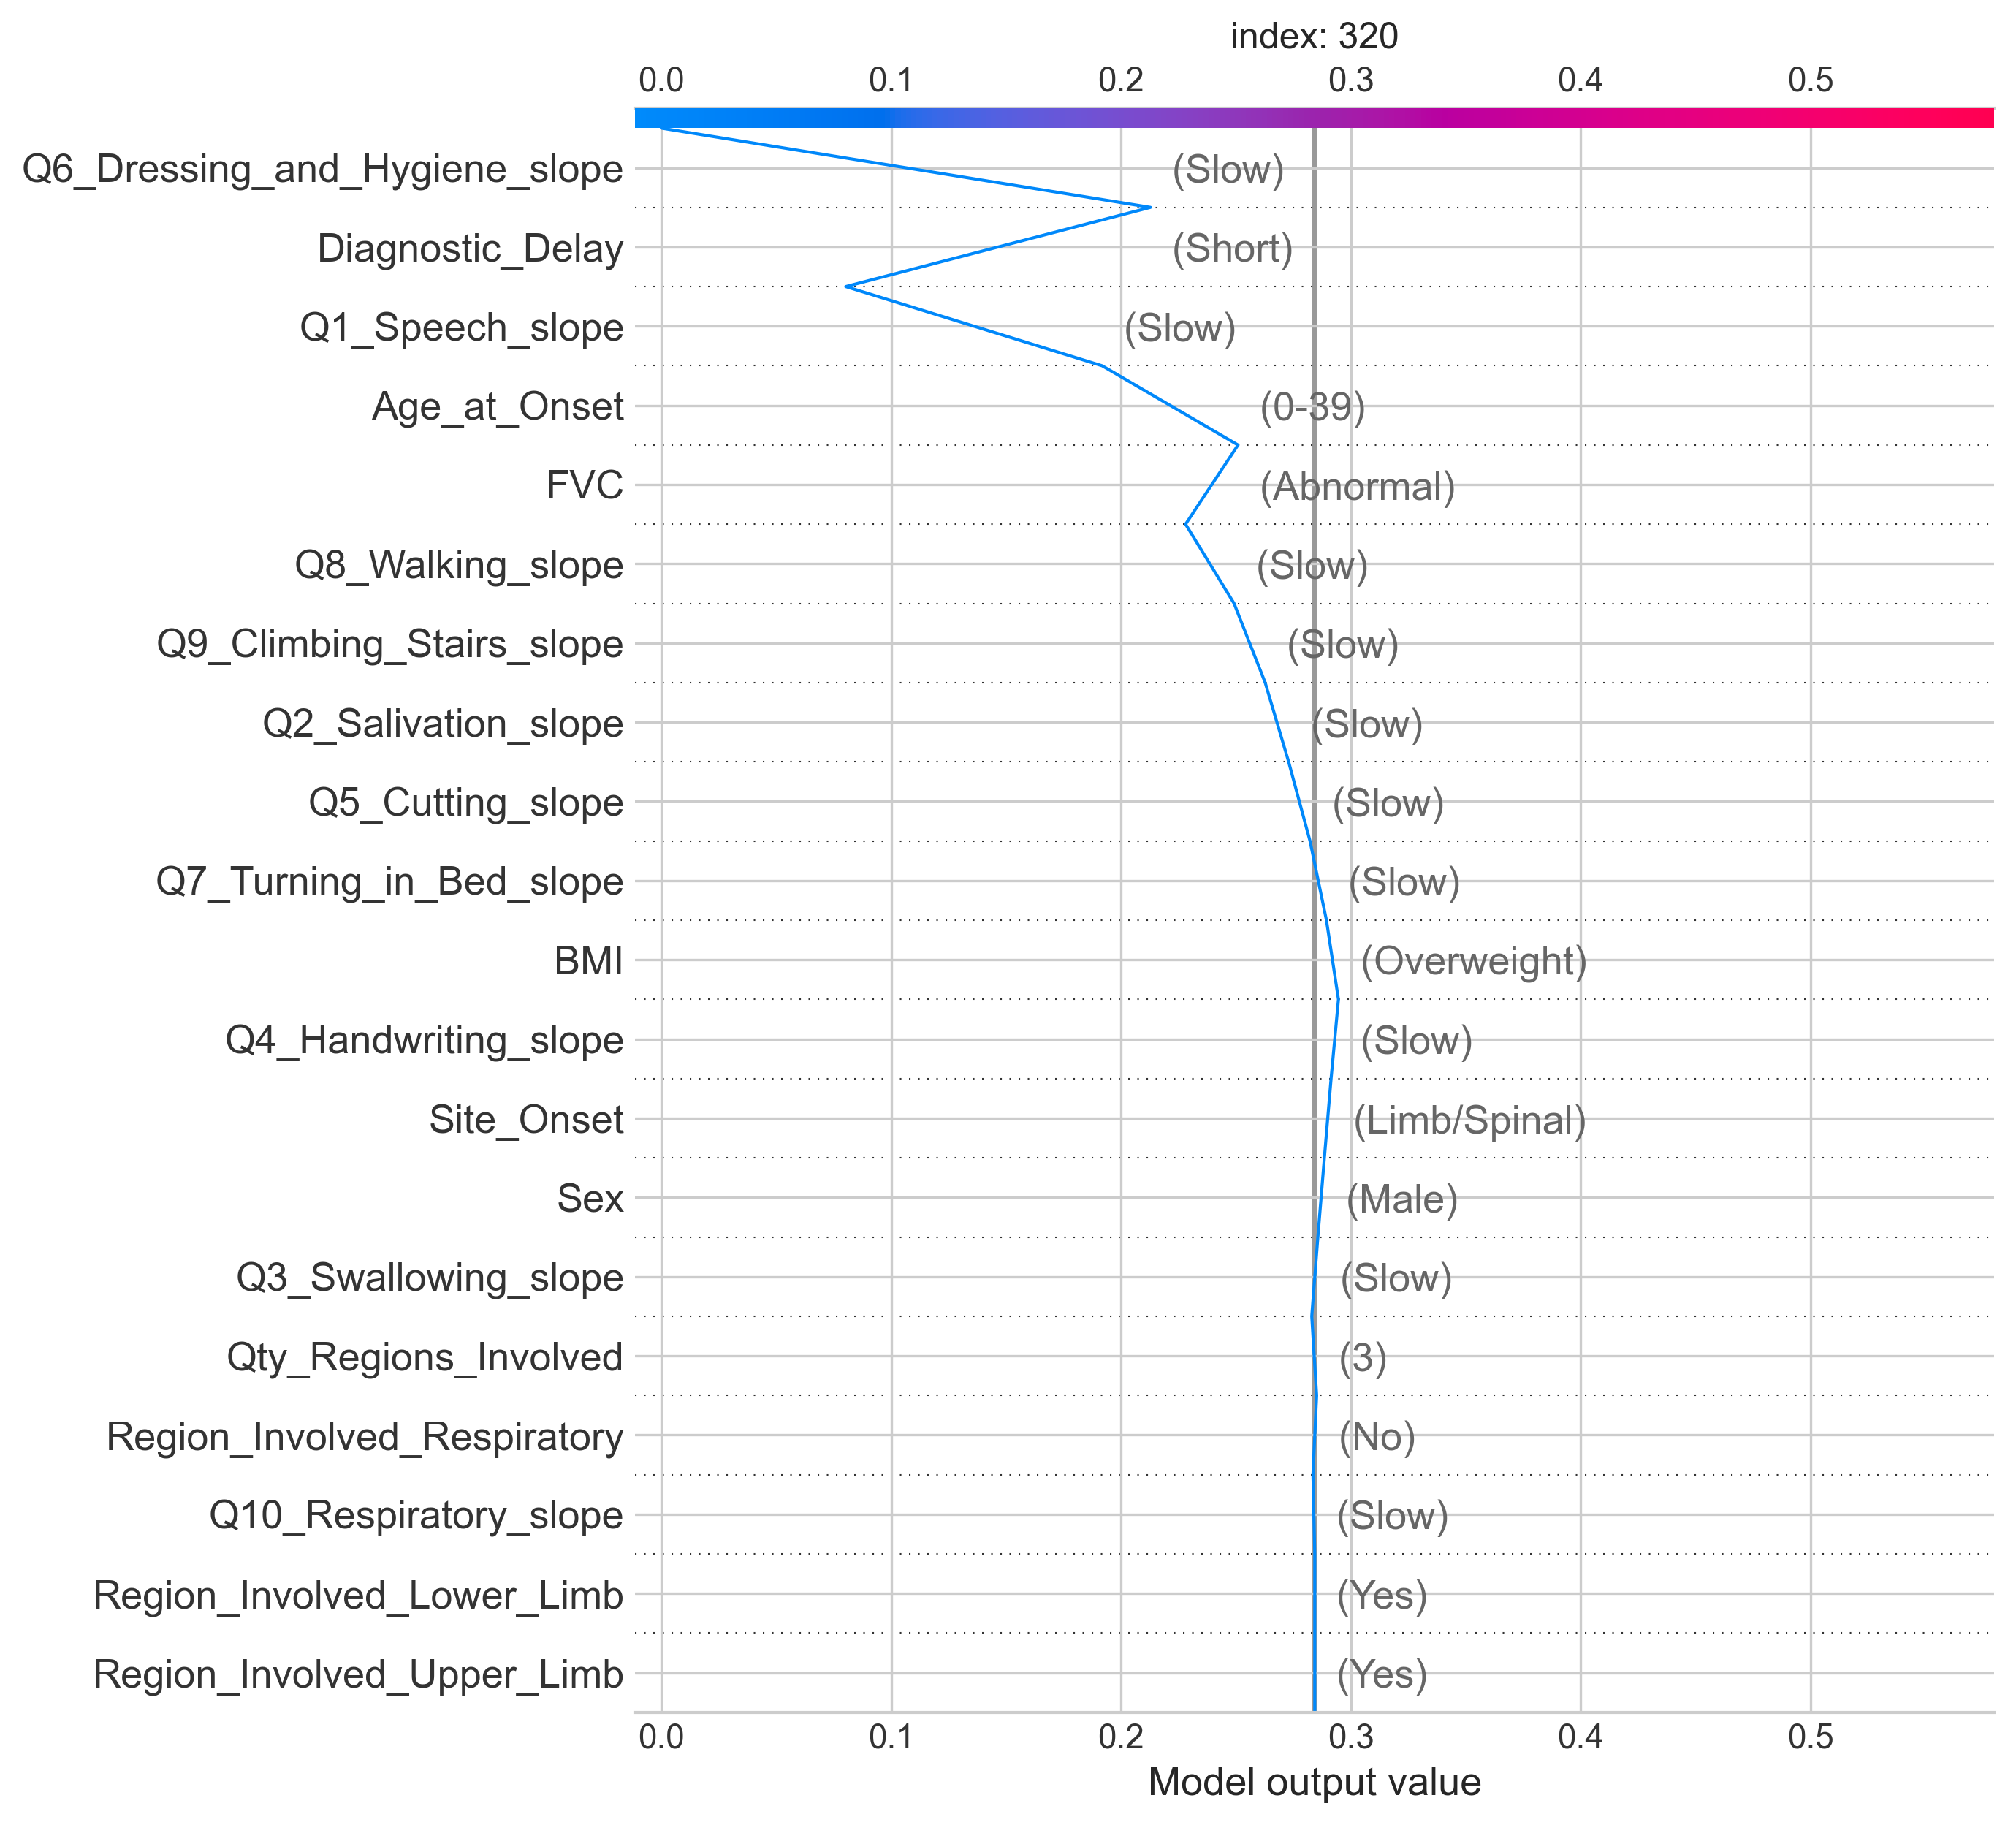 index: 320
0.0 0.1 0.2 0.3 0.4 0.5
Q6_Dressing_and_Hygiene_slope (Slow)
Diagnostic_Delay (Short)
Q1_Speech_slope (Slow)
Age_at_Onset (0-39)
FVC (Abnormal)
Q8_Walking_slope (Slow)
Q9_Climbing_Stairs_slope (Slow)
Q2_Salivation_slope (Slow)
Q5_Cutting_slope (Slow)
Q7_Turning_in_Bed_slope (Slow)
BMI (Overweight)
Q4_Handwriting_slope (Slow)
Site_Onset (Limb/Spinal)
Sex (Male)
Q3_Swallowing_slope (Slow)
Qty_Regions_Involved (3)
Region_Involved_Respiratory (No)
Q10_Respiratory_slope (Slow)
Region_Involved_Lower_Limb (Yes)
Region_Involved_Upper_Limb (Yes)
0.0 0.1 0.2 0.3 0.4 0.5
Model output value